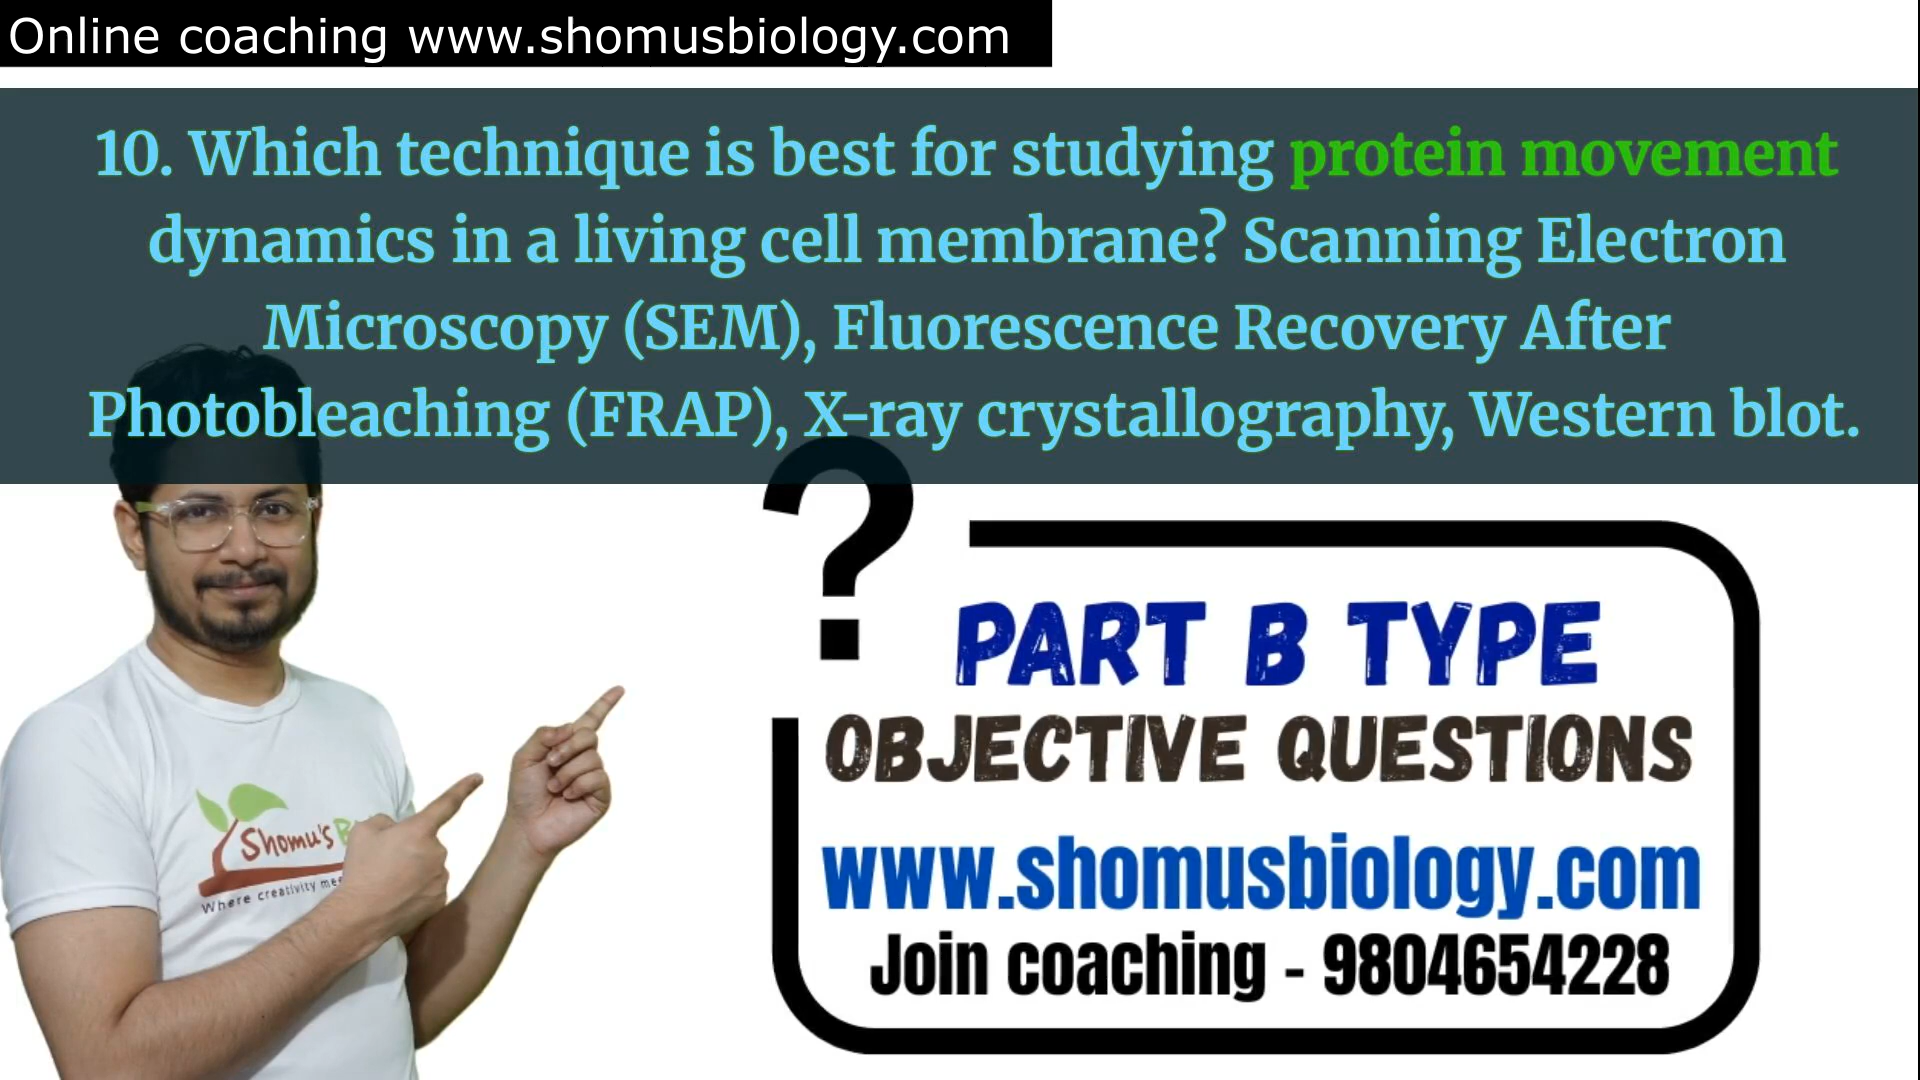 Online coaching www.shomusbiology.com
10. Which technique is best for studying protein movement
dynamics in a living cell membrane? Scanning Electron
Microscopy (SEM), Fluorescence Recovery After
Photobleaching (FRAP), X-ray crystallography, Western blot.
?
PART B TYPE
OBJECTIVE QUESTIONS
www.shomusbiology.com
Join coaching - 9804654228
Shomu's B
Where creativity